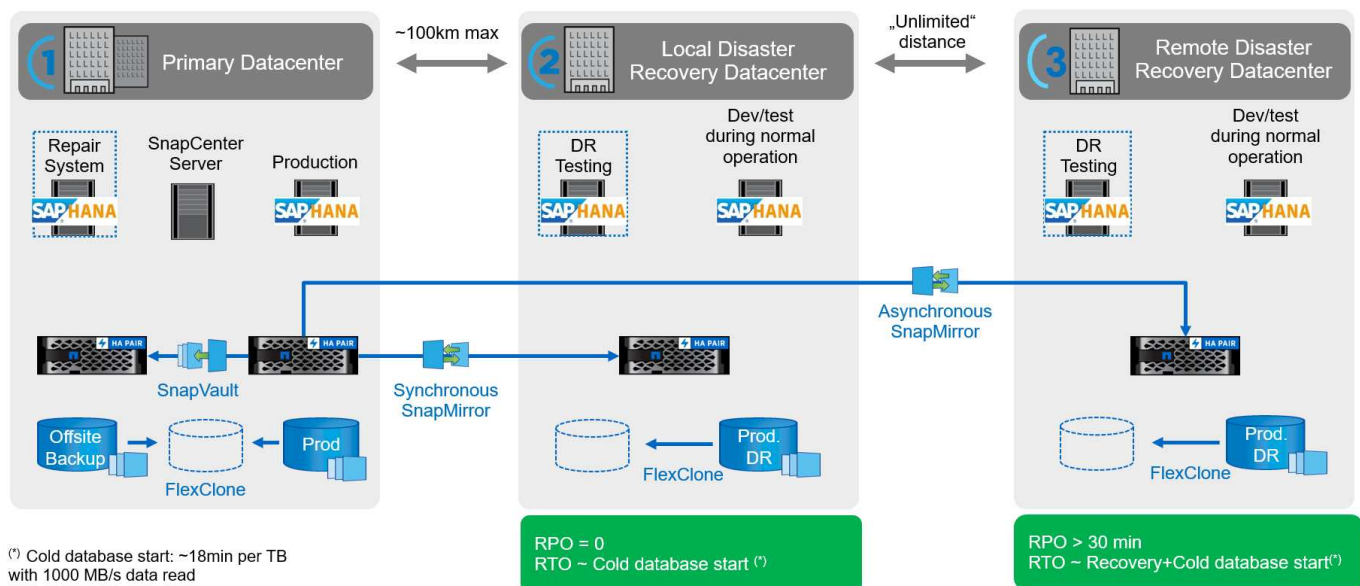 1
Primary Datacenter
~100km max
2
Local Disaster
Recovery Datacenter
„Unlimited“
distance
3
Remote Disaster
Recovery Datacenter
Repair
System
SAP HANA
SnapCenter
Server
Production
SAP HANA
DR
Testing
SAP HANA
Dev/test
during normal
operation
SAP HANA
DR
Testing
SAP HANA
Dev/test
during normal
operation
SAP HANA
Asynchronous
SnapMirror
HA PAIR
SnapVault
HA PAIR
Synchronous
SnapMirror
HA PAIR
HA PAIR
Offsite
Backup
FlexClone
Prod
FlexClone
Prod.
DR
FlexClone
Prod.
DR
(*) Cold database start: ~18min per TB
with 1000 MB/s data read
RPO = 0
RTO ~ Cold database start (*)
RPO > 30 min
RTO ~ Recovery+Cold database start(*)